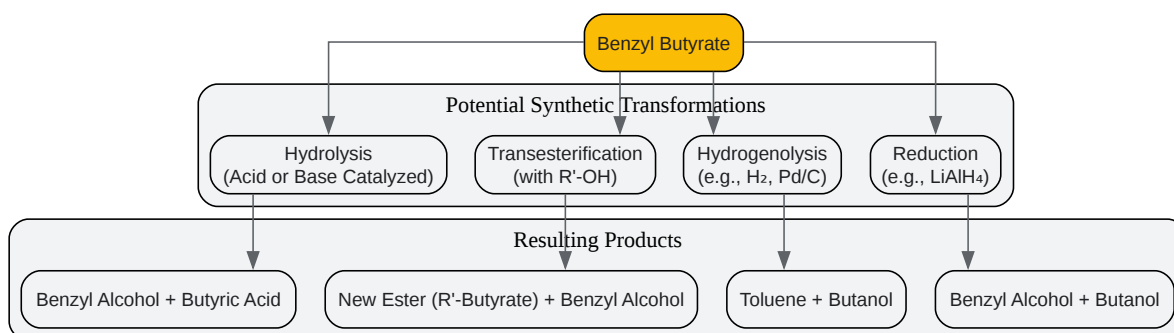 Benzyl Butyrate
Potential Synthetic Transformations
Hydrolysis
(Acid or Base Catalyzed)
Transesterification
(with R'-OH)
Hydrogenolysis
(e.g., H₂, Pd/C)
Reduction
(e.g., LiAlH₄)
Resulting Products
Benzyl Alcohol + Butyric Acid
New Ester (R'-Butyrate) + Benzyl Alcohol
Toluene + Butanol
Benzyl Alcohol + Butanol